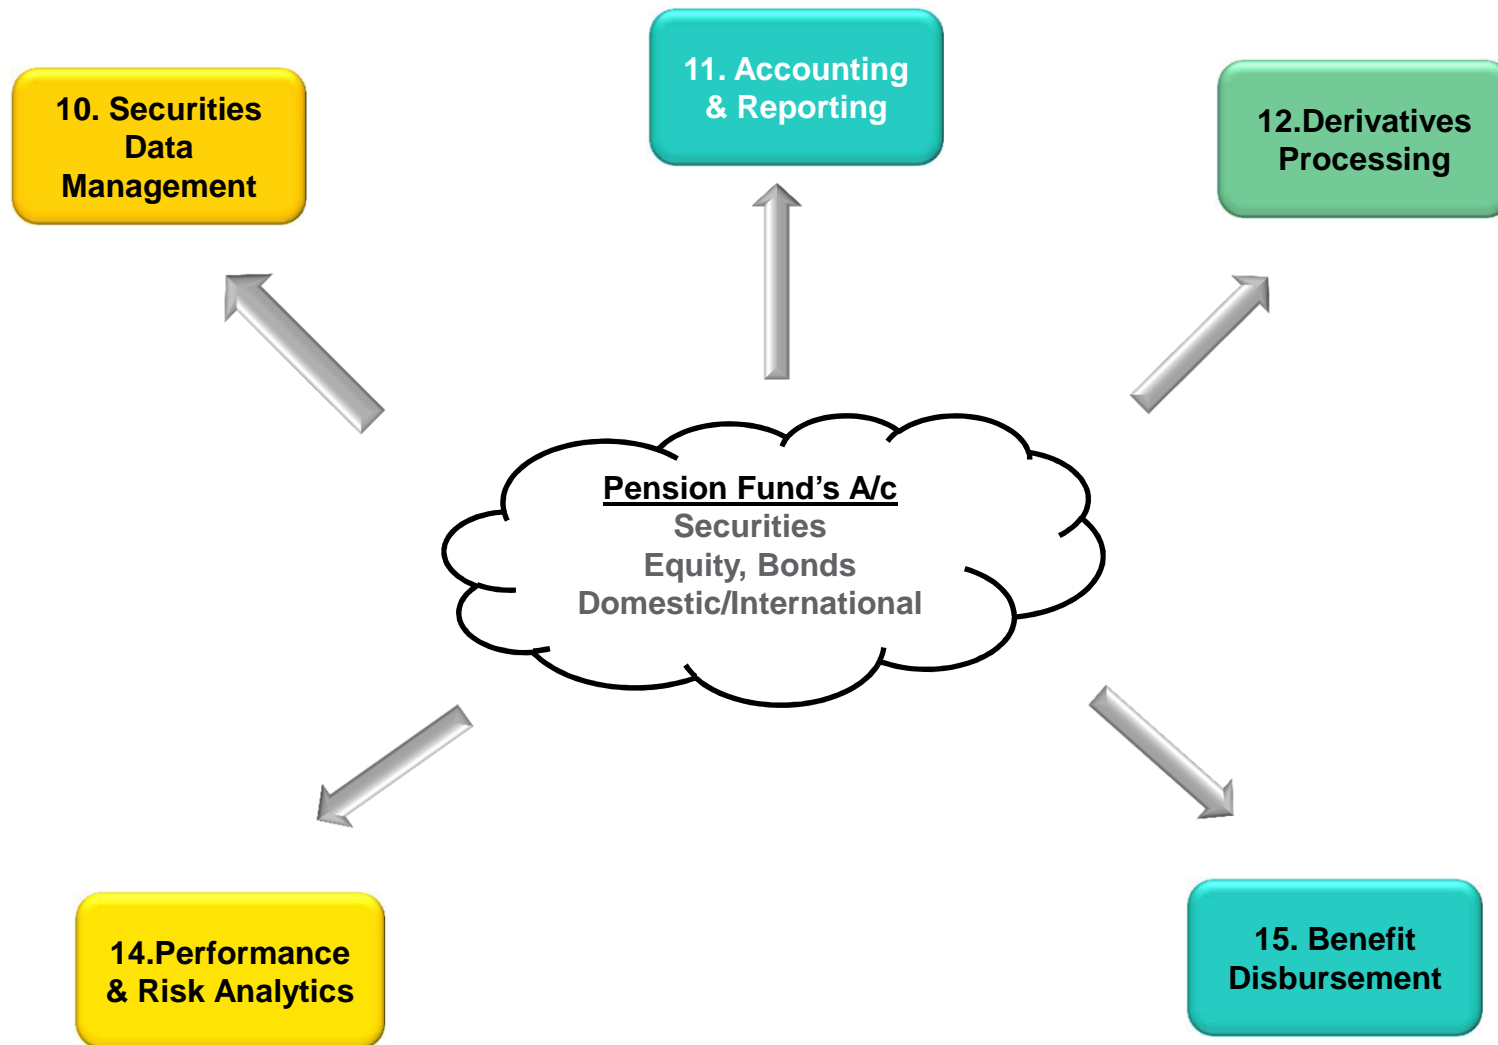 10. Securities
Data
Management
11. Accounting
& Reporting
12.Derivatives
Processing
Pension Fund’s A/c
Securities
Equity, Bonds
Domestic/International
14.Performance
& Risk Analytics
15. Benefit
Disbursement